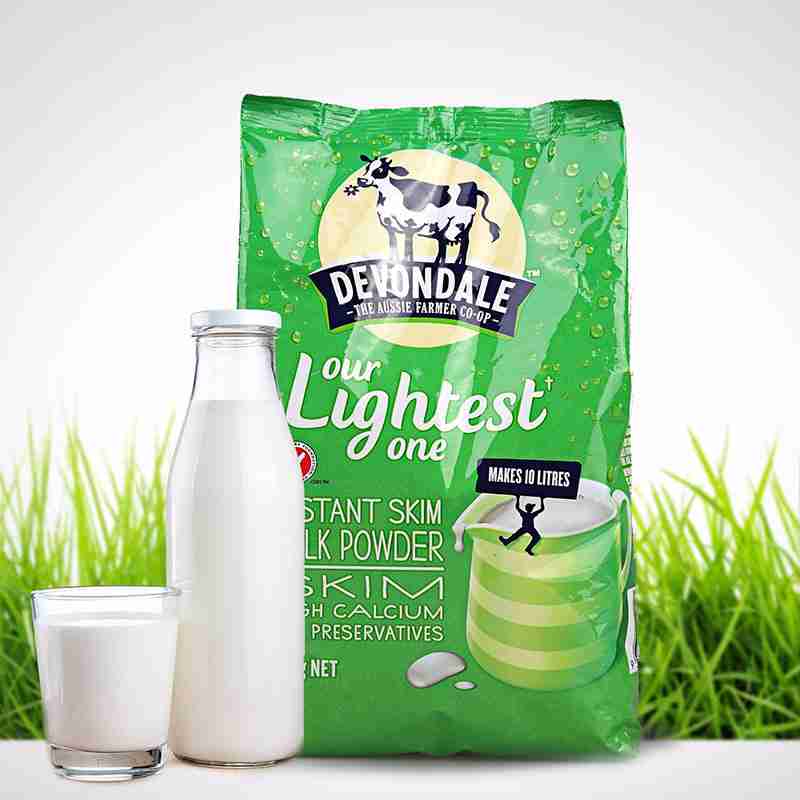 DEVONDALE™
-THE AUSSIE FARMER CO-OP-
our
Lightest†
one
MAKES 10 LITRES
STANT SKIM
LK POWDER
SKIM
GH CALCIUM
PRESERVATIVES
g NET